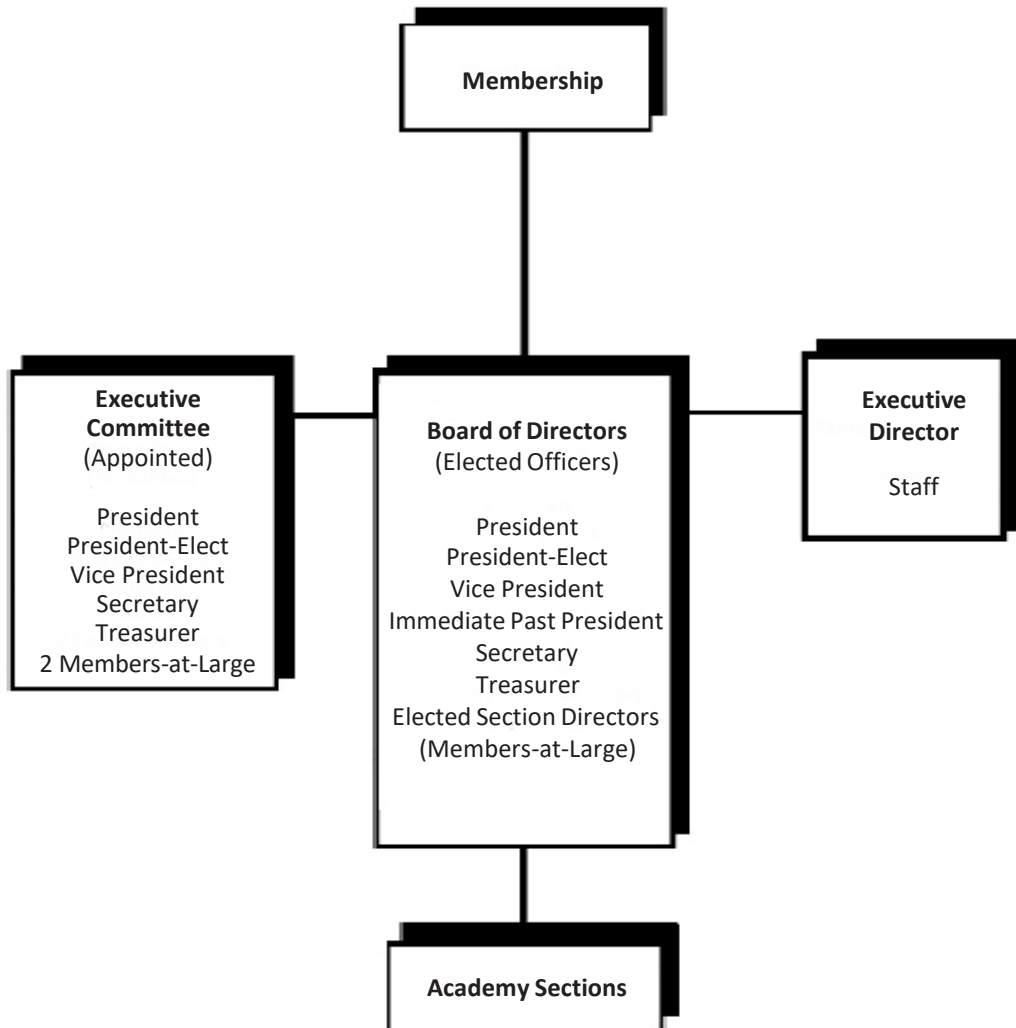 Membership
Executive
Committee
(Appointed)
President
President-Elect
Vice President
Secretary
Treasurer
2 Members-at-Large
Board of Directors
(Elected Officers)
President
President-Elect
Vice President
Immediate Past President
Secretary
Treasurer
Elected Section Directors
(Members-at-Large)
Executive
Director
Staff
Academy Sections